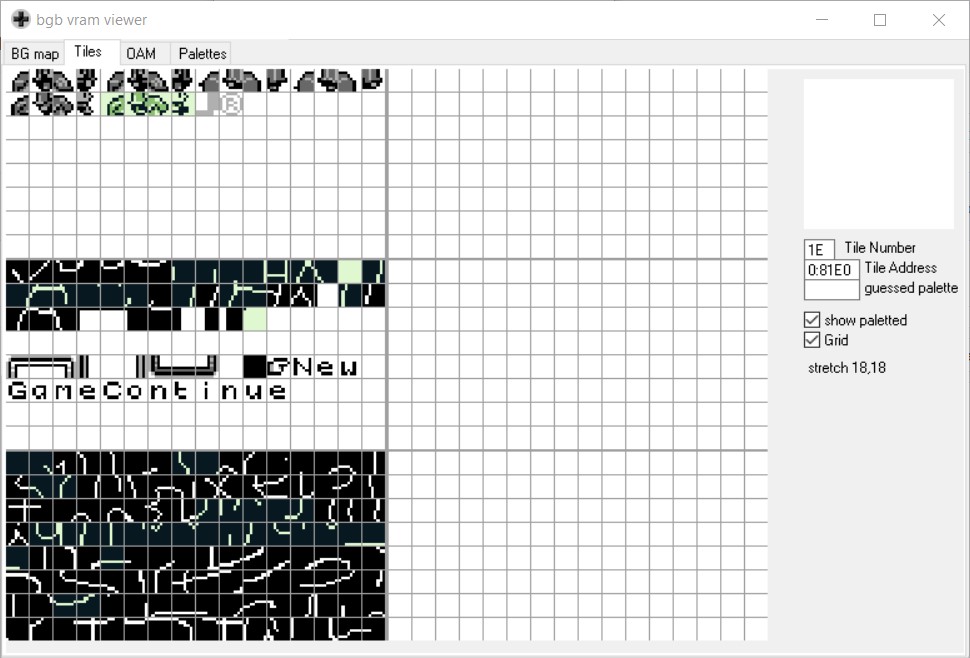 bgb vram viewer
BG map Tiles OAM Palettes
®
1E Tile Number
0:81E0 Tile Address
guessed palette
show paletted
Grid
stretch 18,18
New
GameContinue